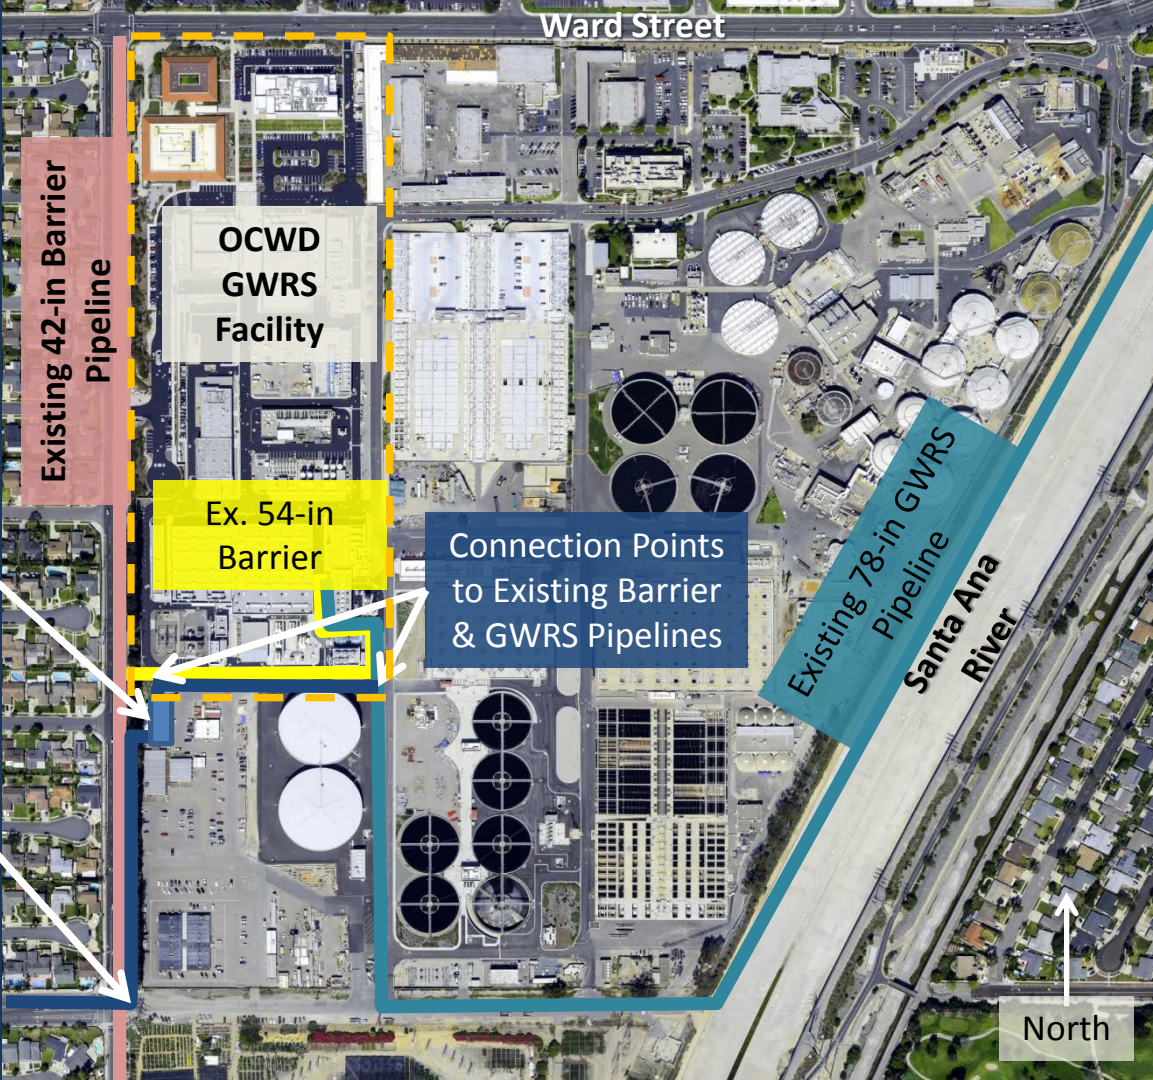 Ward Street
Existing 42-in Barrier
Pipeline
OCWD
GWRS
Facility
Ex. 54-in
Barrier
Connection Points
to Existing Barrier
& GWRS Pipelines
Existing 78-in GWRS
Pipeline
Santa Ana
River
North